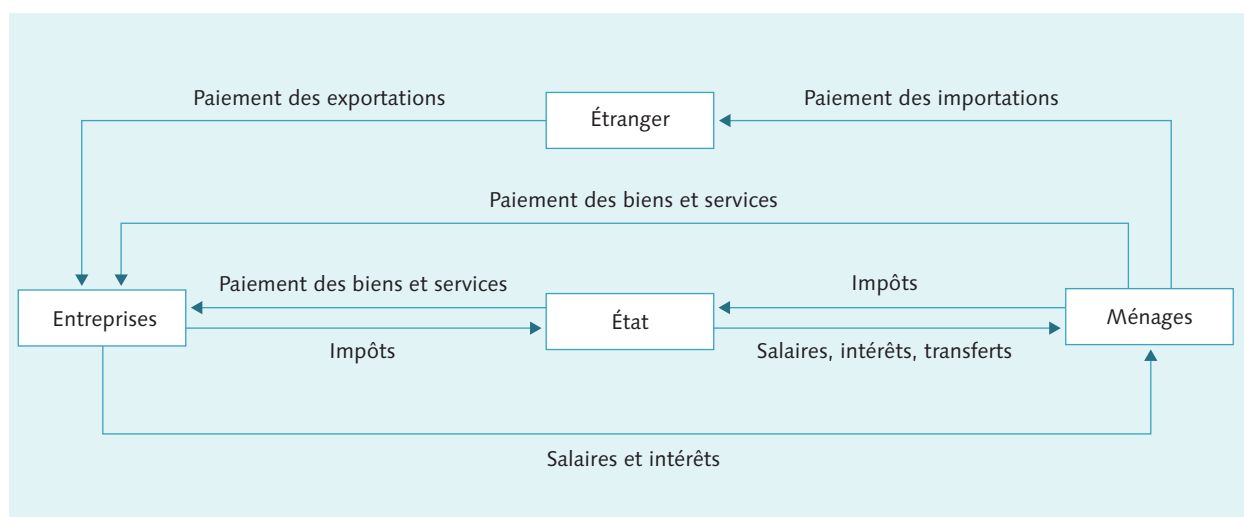 Paiement des exportations
Étranger
Paiement des importations
Paiement des biens et services
Paiement des biens et services
Impôts
Entreprises
État
Ménages
Impôts
Salaires, intérêts, transferts
Salaires et intérêts